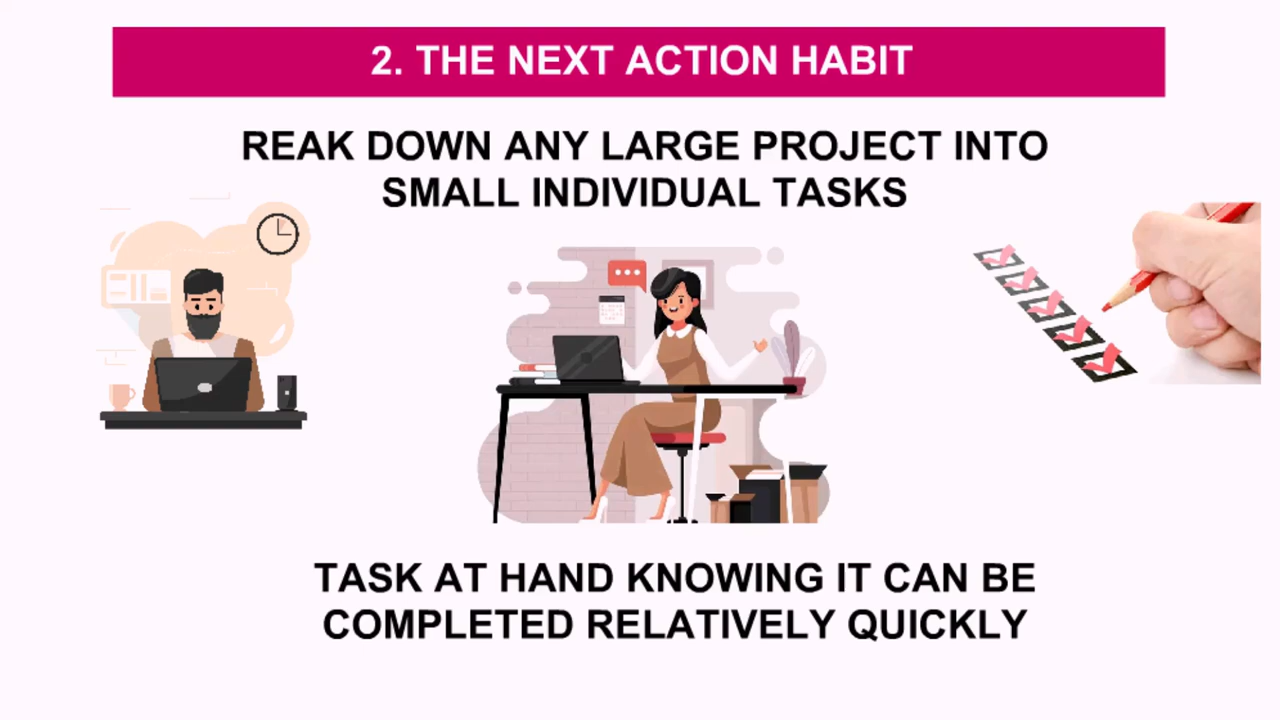 2. THE NEXT ACTION HABIT
REAK DOWN ANY LARGE PROJECT INTO
SMALL INDIVIDUAL TASKS
TASK AT HAND KNOWING IT CAN BE
COMPLETED RELATIVELY QUICKLY